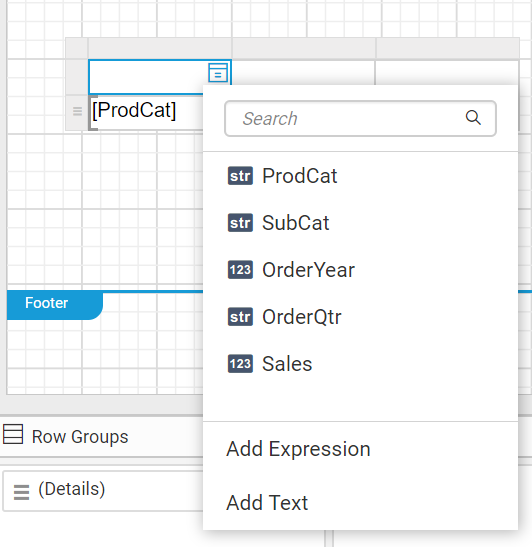 [ProdCat]
Search
str ProdCat
str SubCat
123 OrderYear
str OrderQtr
123 Sales
Add Expression
Add Text
Footer
Row Groups
(Details)